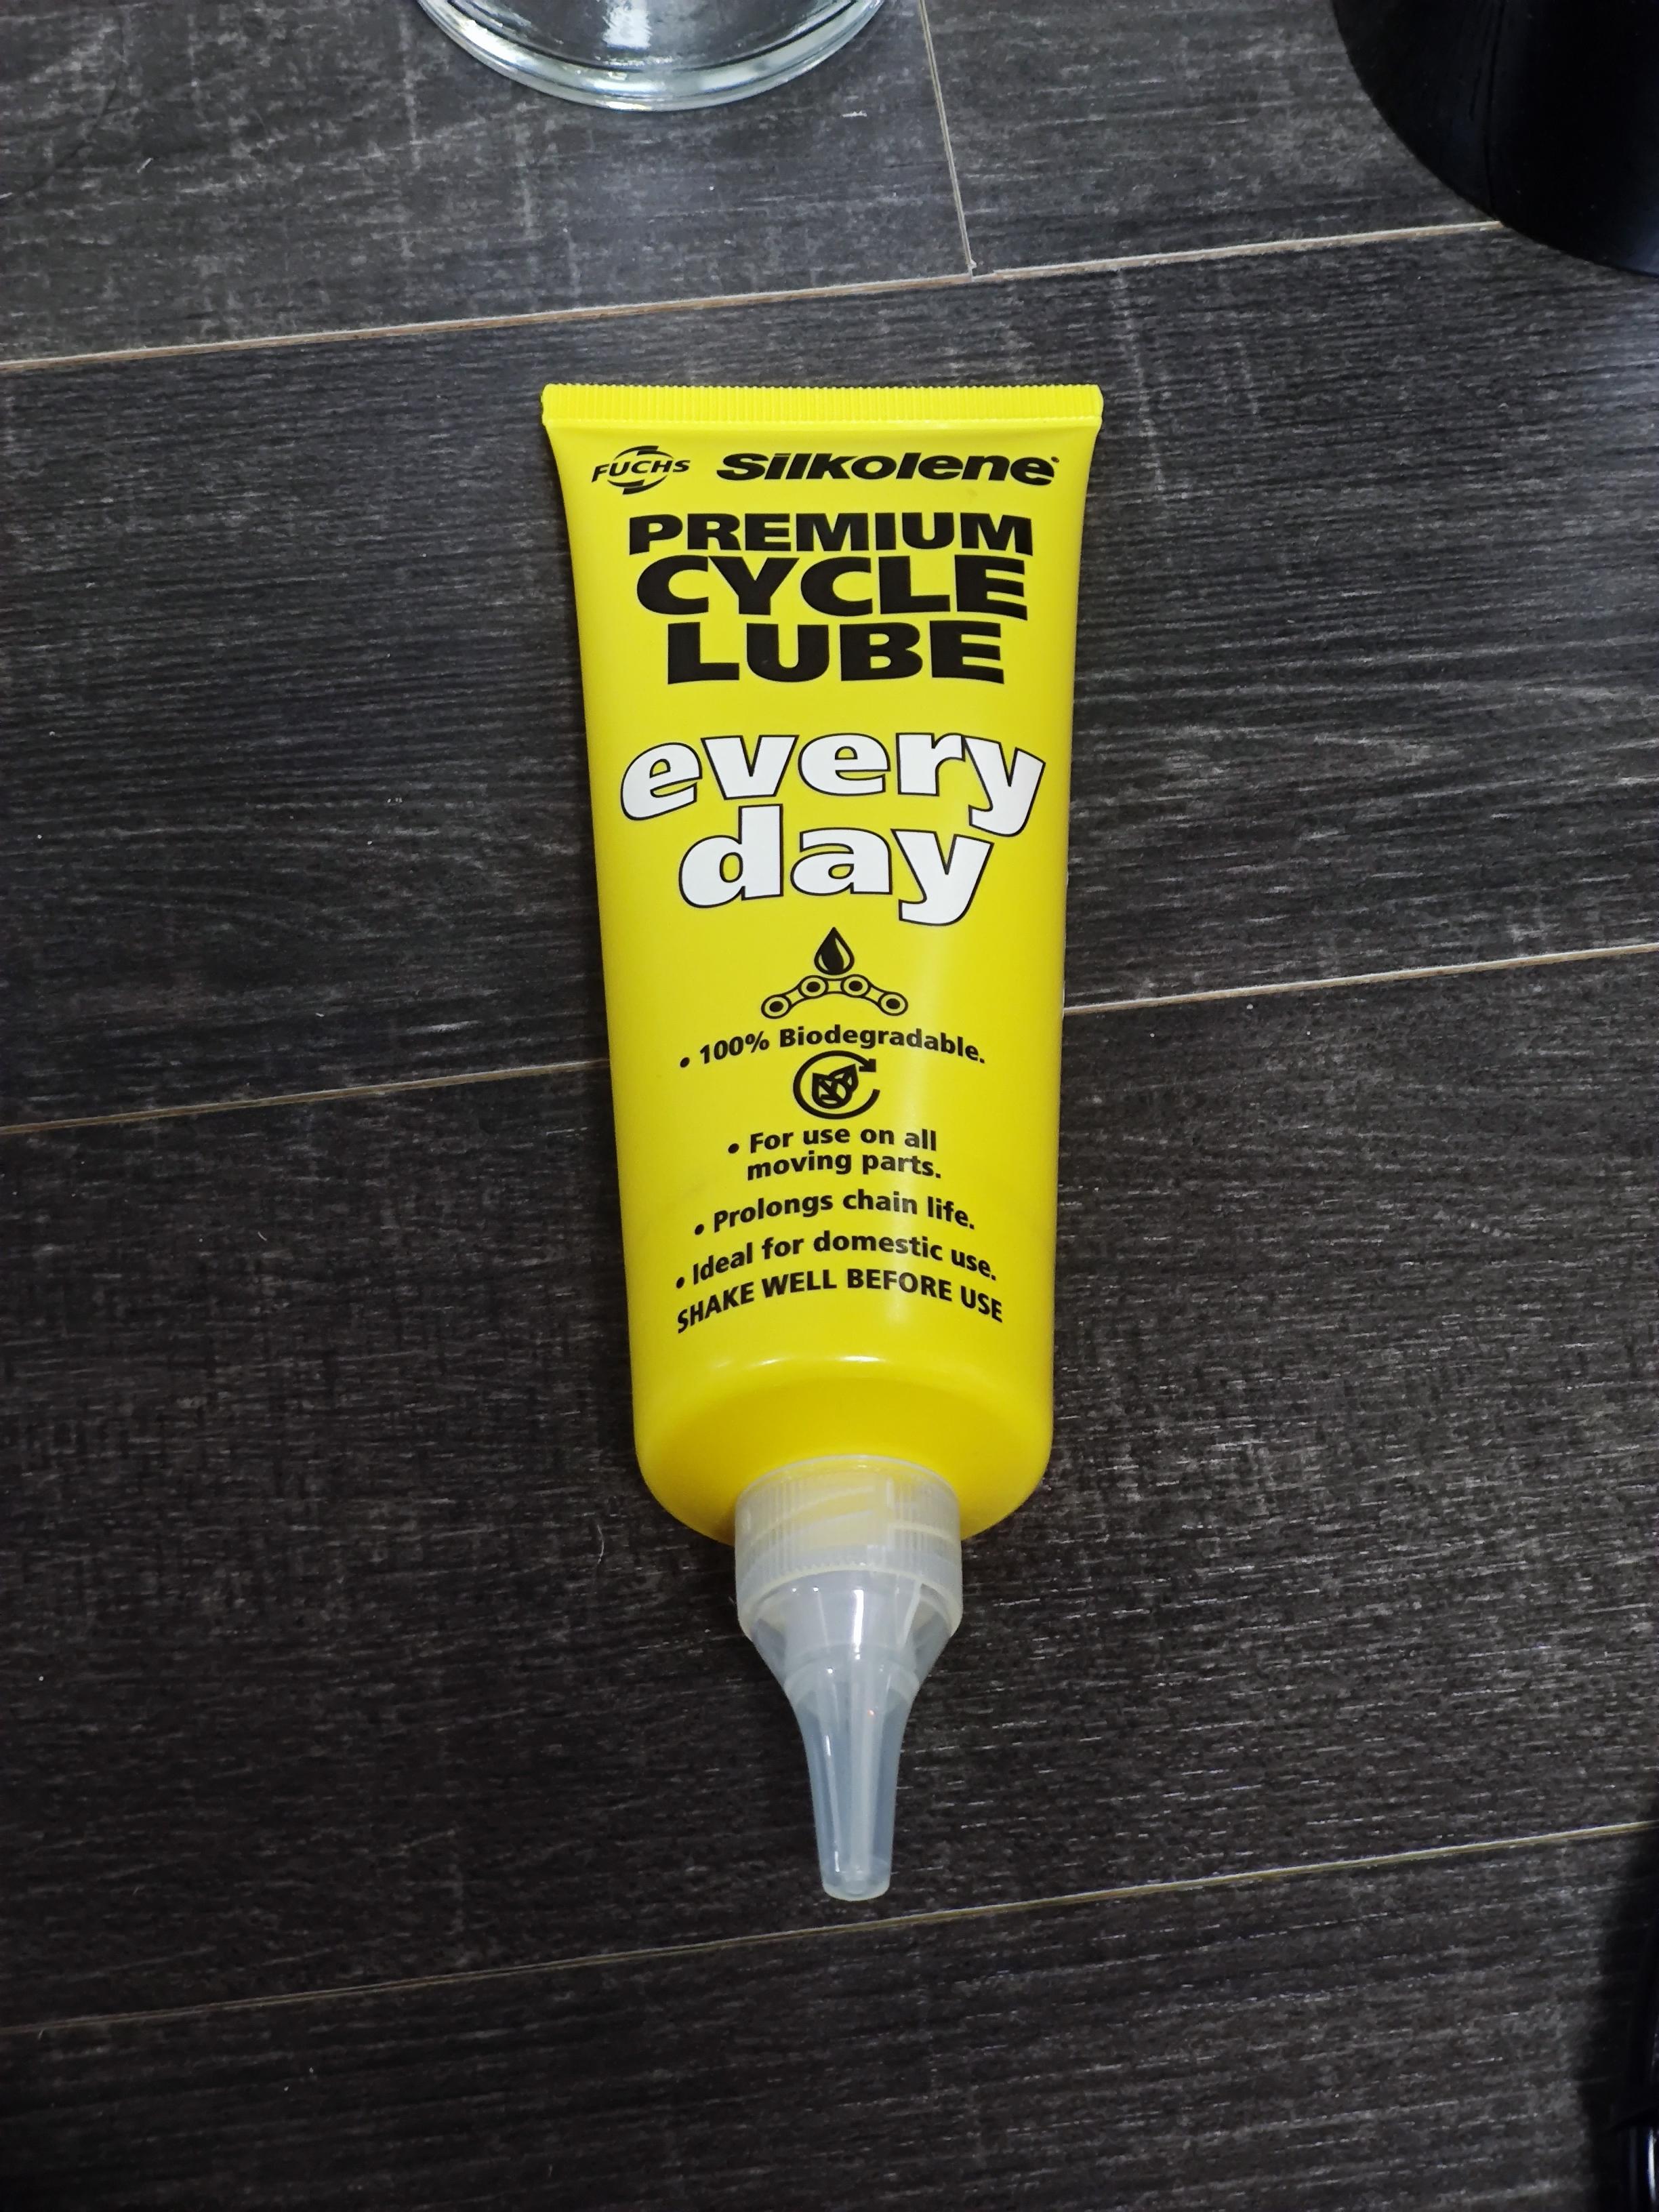 FUCHS Silkolene
PREMIUM
CYCLE
LUBE
every
day
• 100% Biodegradable.
• For use on all
moving parts.
• Prolongs chain life.
• Ideal for domestic use.
SHAKE WELL BEFORE USE